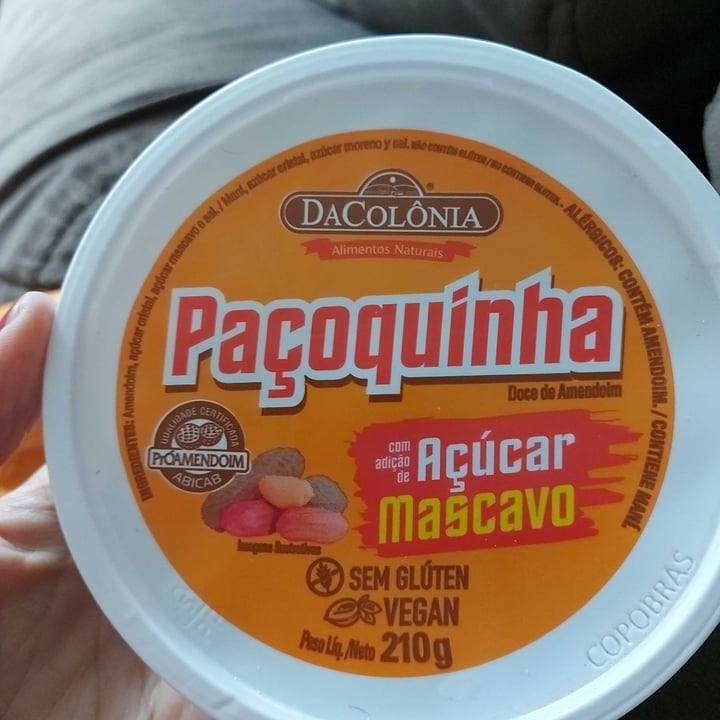 INGREDIENTES: Amendoim, açúcar cristal, açúcar mascavo e sal. / Maní, azúcar cristal, azúcar moreno y sal. NÃO CONTÉM GLÚTEN / NO CONTIENE GLUTEN. - ALÉRGICOS: CONTÉM AMENDOIM. / CONTIENE MANÍ.
DaColônia
Alimentos Naturais
Paçoquinha
Doce de Amendoim
com
adição
de
Açúcar
Mascavo
QUALIDADE CERTIFICADA
PróAMENDOIM
ABICAB
Imagens Ilustrativas
SEM GLÚTEN
VEGAN
Peso Líq./Neto 210g
COPOBRAS